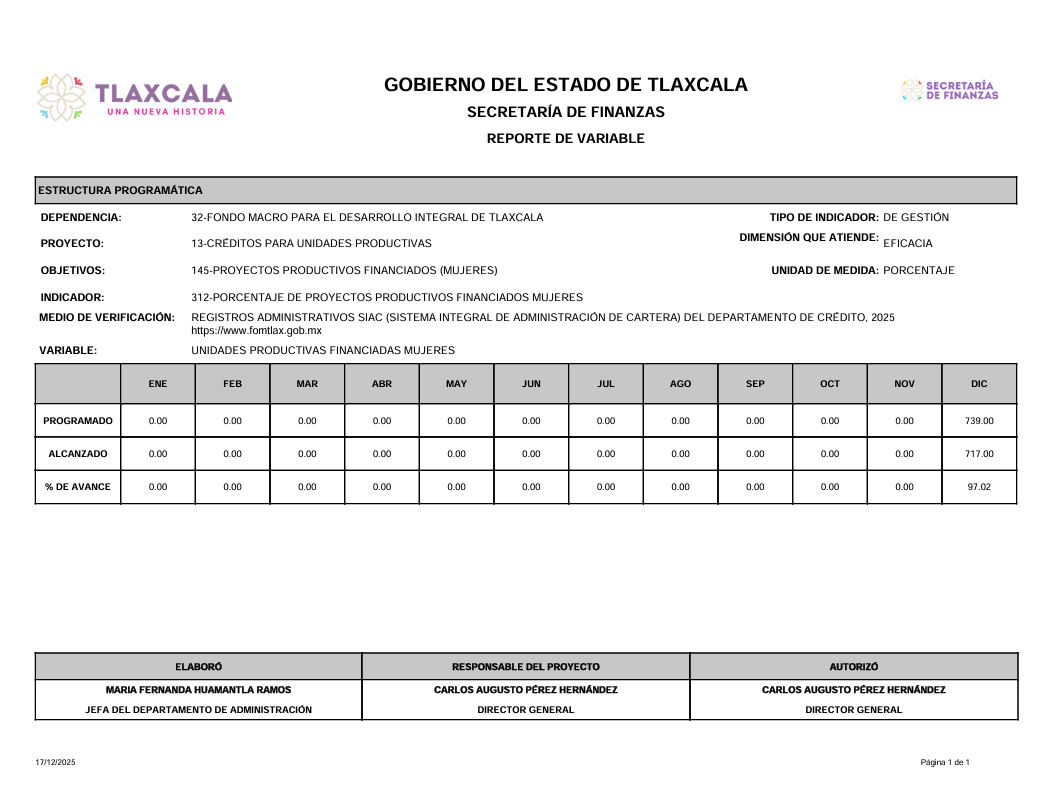 TLAXCALA
UNA NUEVA HISTORIA
GOBIERNO DEL ESTADO DE TLAXCALA
SECRETARÍA DE FINANZAS
REPORTE DE VARIABLE
SECRETARÍA
DE FINANZAS
ESTRUCTURA PROGRAMÁTICA
DEPENDENCIA: 32-FONDO MACRO PARA EL DESARROLLO INTEGRAL DE TLAXCALA TIPO DE INDICADOR: DE GESTIÓN
PROYECTO: 13-CRÉDITOS PARA UNIDADES PRODUCTIVAS DIMENSIÓN QUE ATIENDE: EFICACIA
OBJETIVOS: 145-PROYECTOS PRODUCTIVOS FINANCIADOS (MUJERES) UNIDAD DE MEDIDA: PORCENTAJE
INDICADOR: 312-PORCENTAJE DE PROYECTOS PRODUCTIVOS FINANCIADOS MUJERES
MEDIO DE VERIFICACIÓN: REGISTROS ADMINISTRATIVOS SIAC (SISTEMA INTEGRAL DE ADMINISTRACIÓN DE CARTERA) DEL DEPARTAMENTO DE CRÉDITO, 2025
https://www.fomtlax.gob.mx
VARIABLE: UNIDADES PRODUCTIVAS FINANCIADAS MUJERES
ENE FEB MAR ABR MAY JUN JUL AGO SEP OCT NOV DIC
PROGRAMADO 0.00 0.00 0.00 0.00 0.00 0.00 0.00 0.00 0.00 0.00 0.00 739.00
ALCANZADO 0.00 0.00 0.00 0.00 0.00 0.00 0.00 0.00 0.00 0.00 0.00 717.00
% DE AVANCE 0.00 0.00 0.00 0.00 0.00 0.00 0.00 0.00 0.00 0.00 0.00 97.02
ELABORÓ RESPONSABLE DEL PROYECTO AUTORIZÓ
MARIA FERNANDA HUAMANTLA RAMOS CARLOS AUGUSTO PÉREZ HERNÁNDEZ CARLOS AUGUSTO PÉREZ HERNÁNDEZ
JEFA DEL DEPARTAMENTO DE ADMINISTRACIÓN DIRECTOR GENERAL DIRECTOR GENERAL
17/12/2025 Página 1 de 1